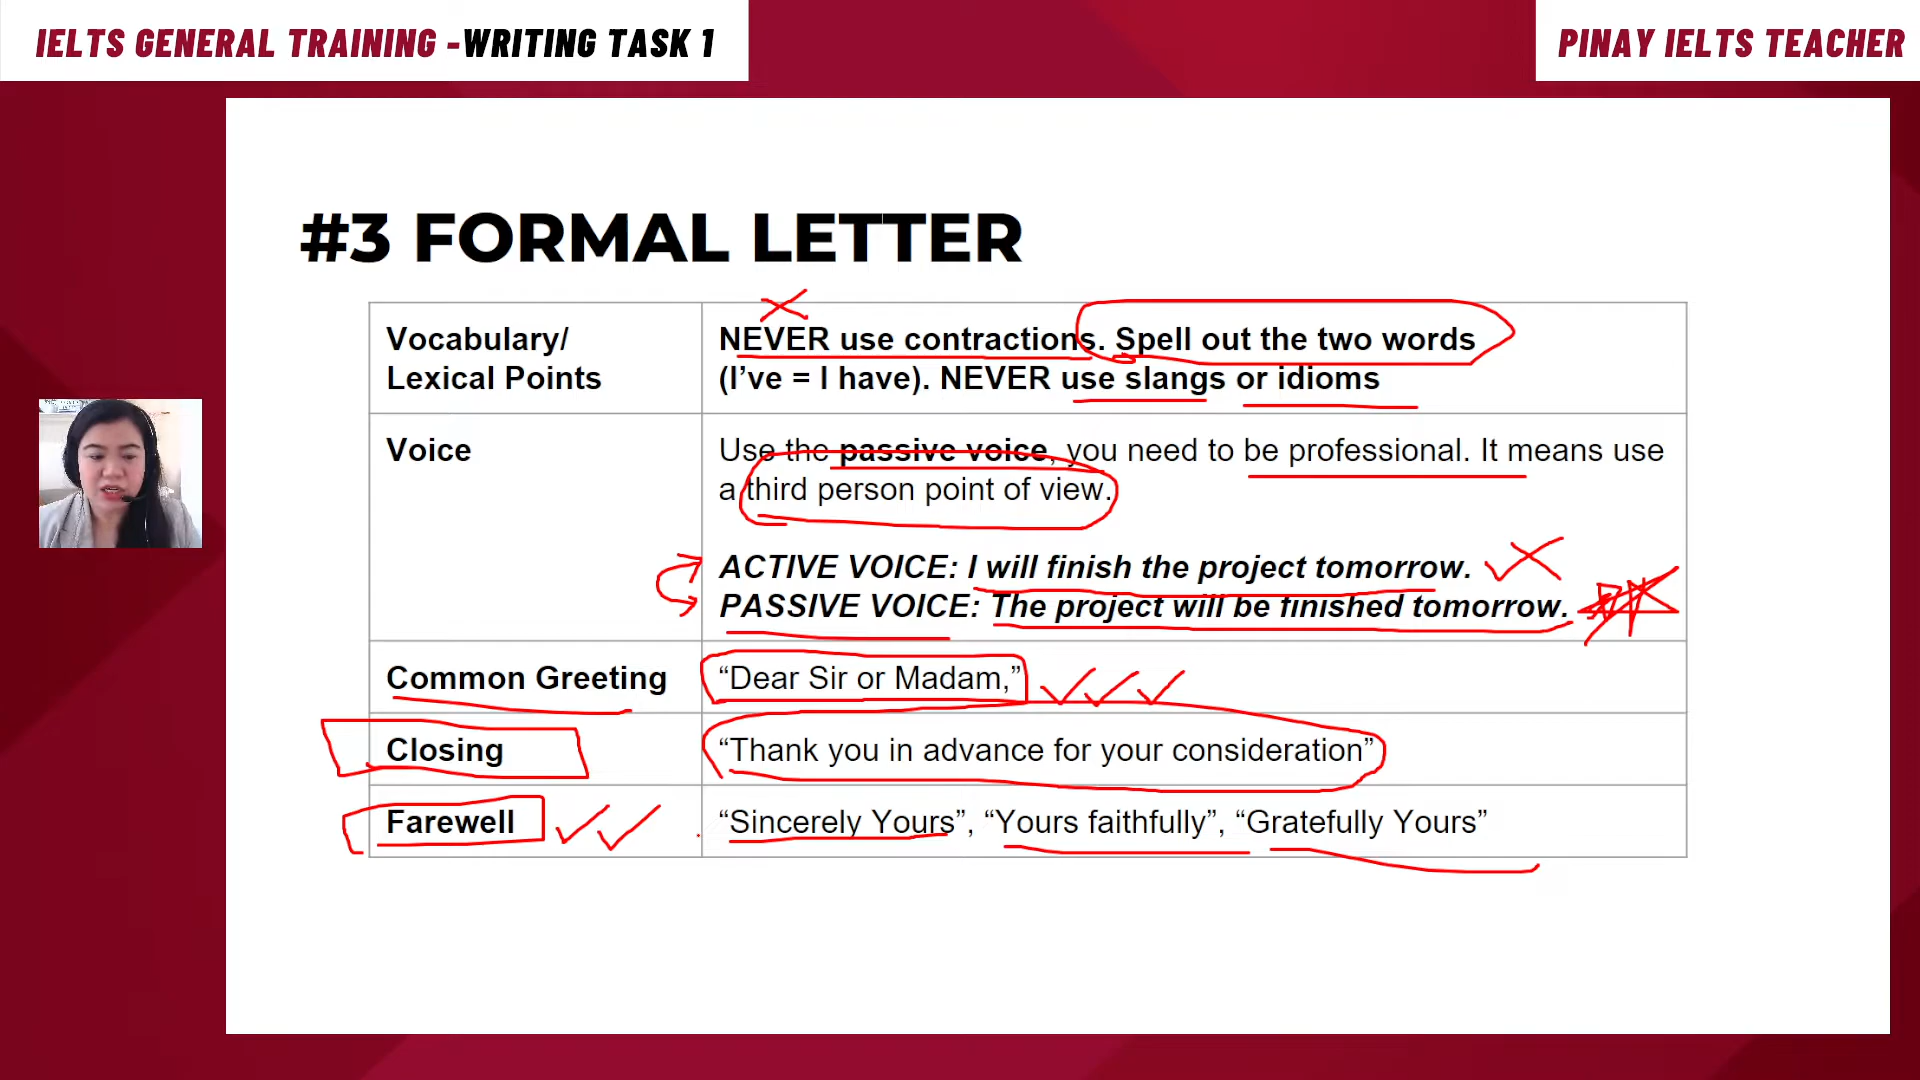 IELTS GENERAL TRAINING -WRITING TASK 1
PINAY IELTS TEACHER
#3 FORMAL LETTER
Vocabulary/
Lexical Points
NEVER use contractions. Spell out the two words
(I’ve = I have). NEVER use slangs or idioms
Voice
Use the passive voice, you need to be professional. It means use
a third person point of view.
ACTIVE VOICE: I will finish the project tomorrow.
PASSIVE VOICE: The project will be finished tomorrow.
Common Greeting
“Dear Sir or Madam,”
Closing
“Thank you in advance for your consideration”
Farewell
“Sincerely Yours”, “Yours faithfully”, “Gratefully Yours”